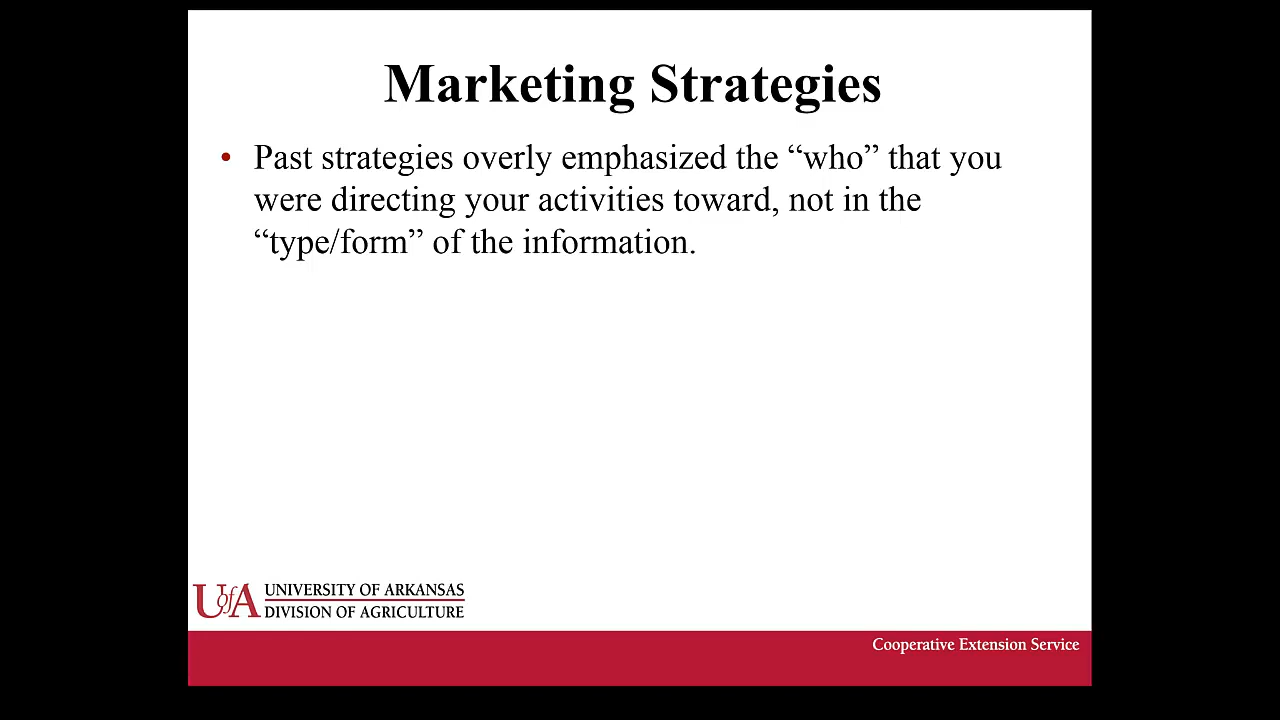 Marketing Strategies
• Past strategies overly emphasized the “who” that you
were directing your activities toward, not in the
“type/form” of the information.
UofA UNIVERSITY OF ARKANSAS
DIVISION OF AGRICULTURE
Cooperative Extension Service